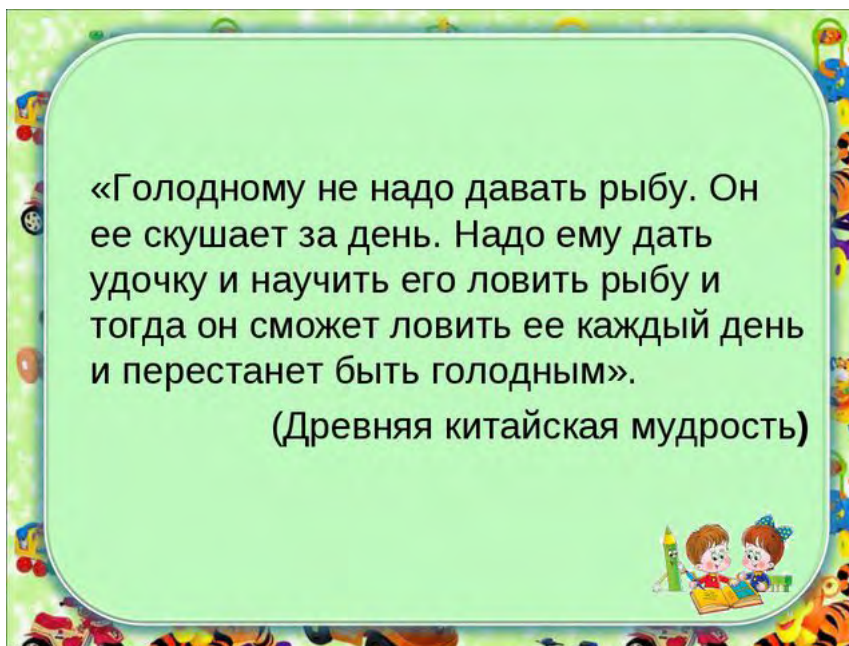 «Голодному не надо давать рыбу. Он
ее скушает за день. Надо ему дать
удочку и научить его ловить рыбу и
тогда он сможет ловить ее каждый день
и перестанет быть голодным».
(Древняя китайская мудрость)